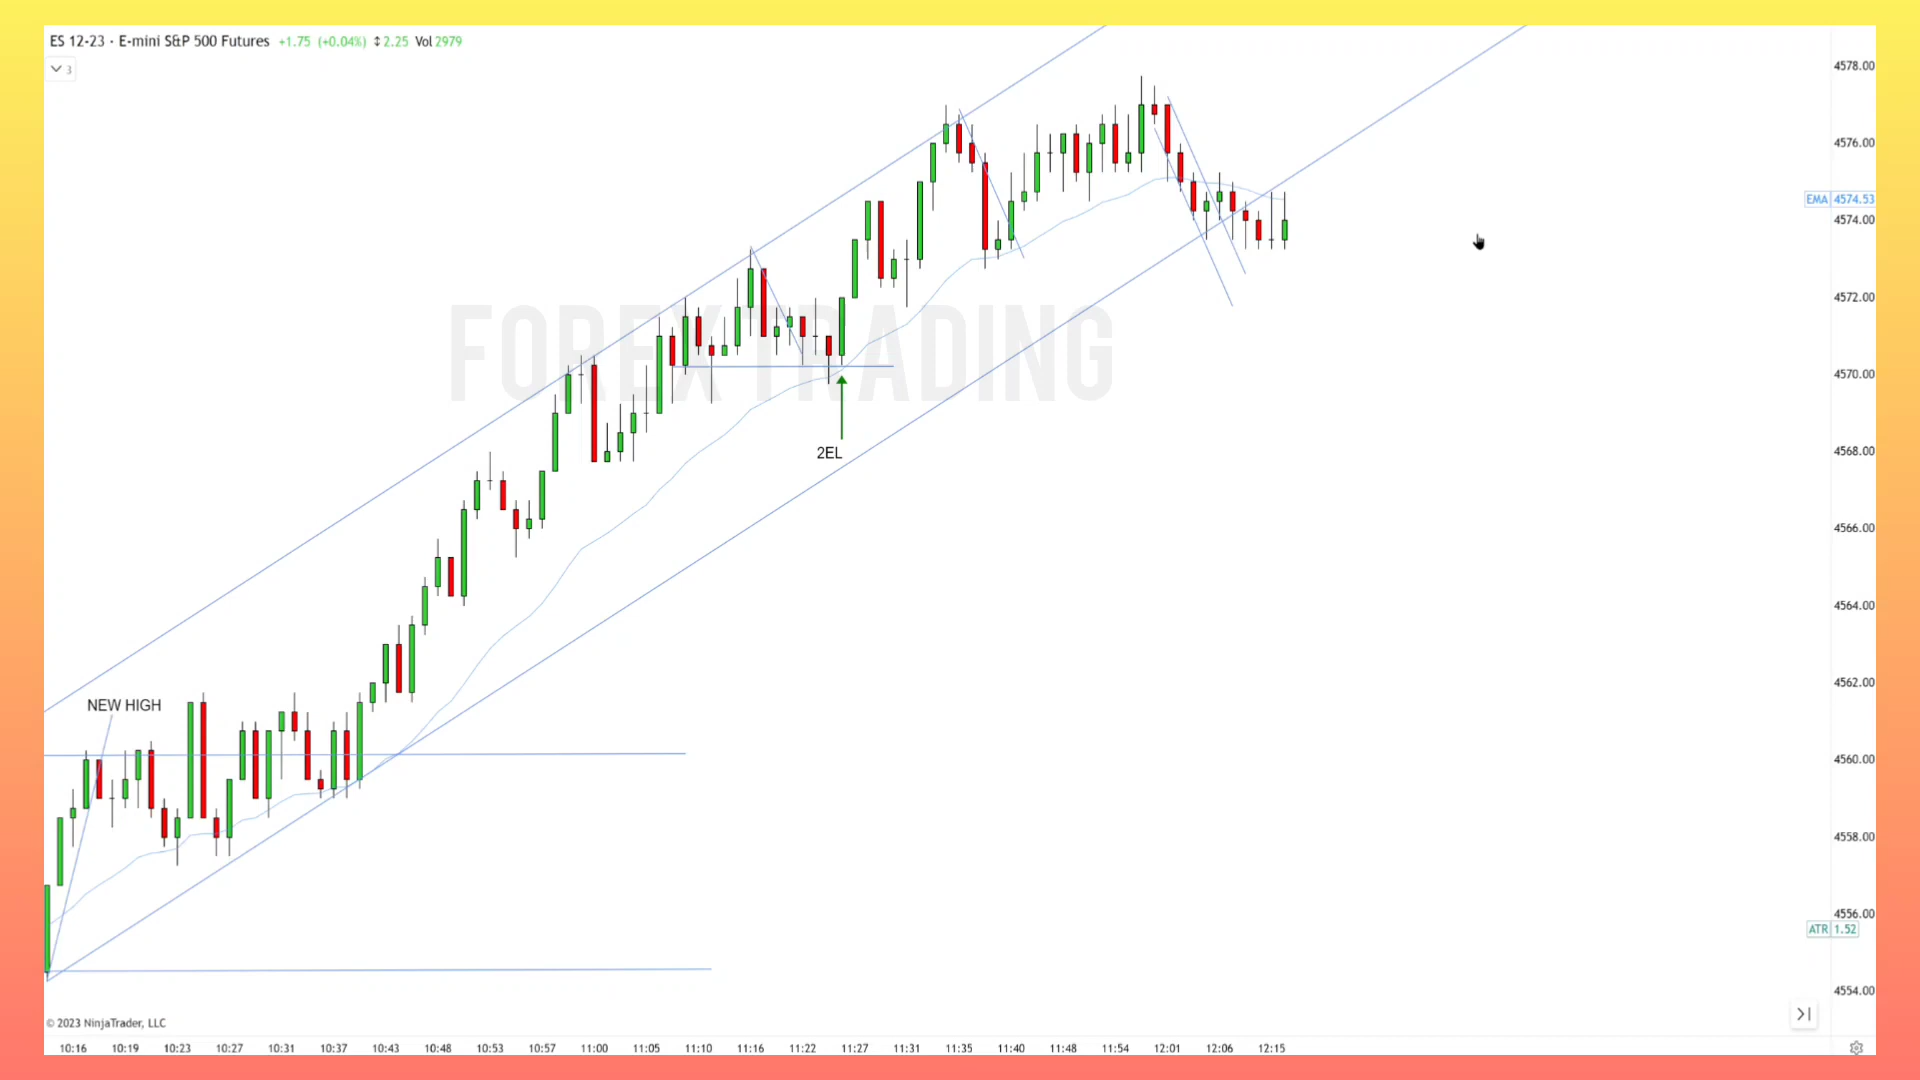 ES 12-23 · E-mini S&P 500 Futures +1.75 (+0.04%) ↕2.25 Vol 2979
3
4578.00
4576.00
EMA 4574.53
4574.00
4572.00
FOREX TRADING
4570.00
2EL
4568.00
4566.00
4564.00
4562.00
NEW HIGH
4560.00
4558.00
4556.00
ATR 1.52
4554.00
© 2023 NinjaTrader, LLC
10:16 10:19 10:23 10:27 10:31 10:37 10:43 10:48 10:53 10:57 11:00 11:05 11:10 11:16 11:22 11:27 11:31 11:35 11:40 11:48 11:54 12:01 12:06 12:15